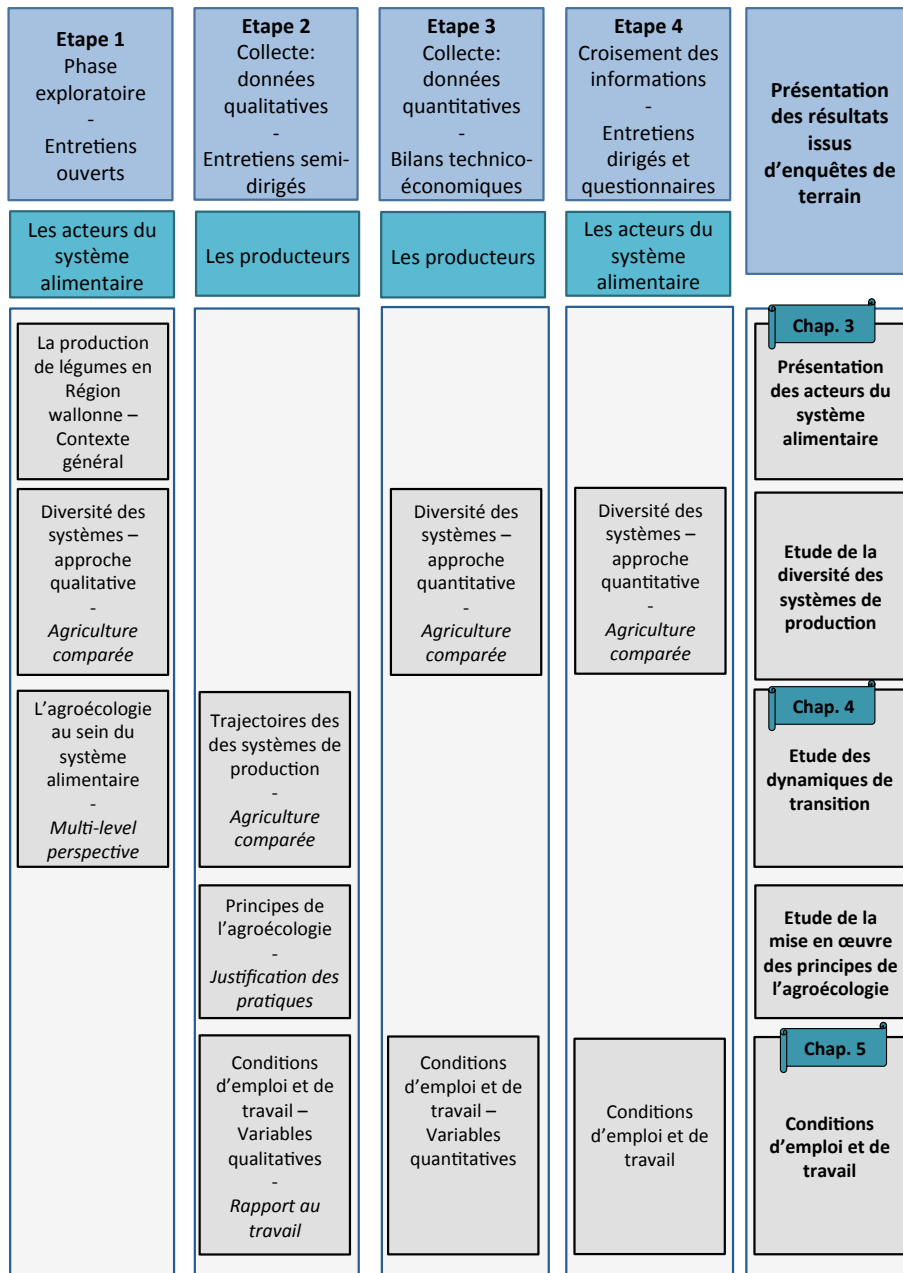 Etape 1
Phase
exploratoire
-
Entretiens
ouverts
Etape 2
Collecte:
données
qualitatives
-
Entretiens semi-
dirigés
Etape 3
Collecte:
données
quantitatives
-
Bilans technico-
économiques
Etape 4
Croisement des
informations
-
Entretiens
dirigés et
questionnaires
Présentation
des résultats
issus
d'enquêtes de
terrain
Les acteurs du
système
alimentaire
Les producteurs
Les producteurs
Les acteurs du
système
alimentaire
La production
de légumes en
Région
wallonne –
Contexte
général
Chap. 3
Présentation
des acteurs du
système
alimentaire
Diversité des
systèmes –
approche
qualitative
-
Agriculture
comparée
Diversité des
systèmes –
approche
quantitative
-
Agriculture
comparée
Diversité des
systèmes –
approche
quantitative
-
Agriculture
comparée
Etude de la
diversité des
systèmes de
production
L'agroécologie
au sein du
système
alimentaire
-
Multi-level
perspective
Trajectoires des
des systèmes de
production
-
Agriculture
comparée
Chap. 4
Etude des
dynamiques de
transition
Principes de
l'agroécologie
-
Justification des
pratiques
Etude de la
mise en œuvre
des principes de
l'agroécologie
Conditions
d'emploi et de
travail –
Variables
qualitatives
-
Rapport au
travail
Conditions
d'emploi et de
travail –
Variables
quantitatives
Conditions
d'emploi et de
travail
Chap. 5
Conditions
d'emploi et de
travail